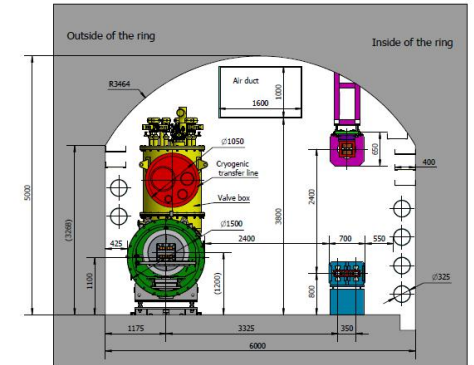 Outside of the ring
Inside of the ring
R3464
Air duct
1000
1600
Ø1050
Cryogenic
transfer line
Valve box
Ø1500
650
400
5000
(3268)
2400
3800
425
2400
700
550
1100
(1200)
800
Ø325
1175
3325
350
6000